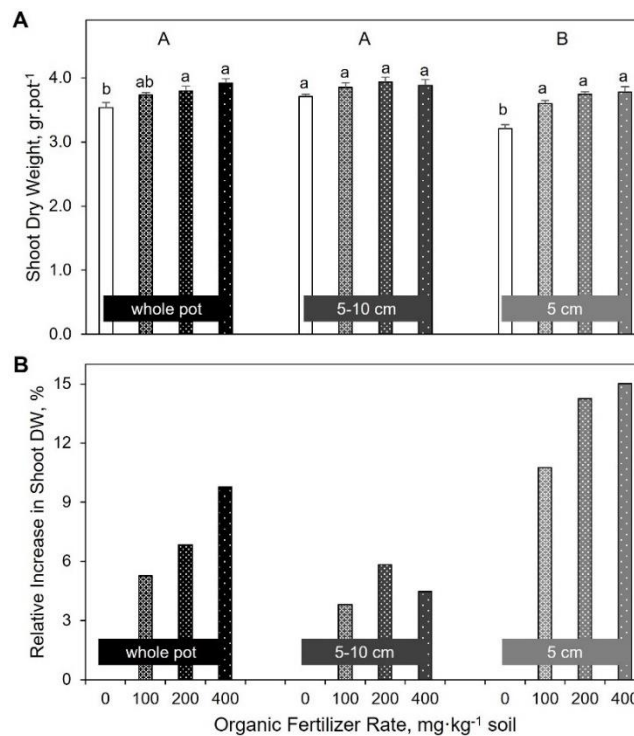 A
A A B
Shoot Dry Weight, gr.pot⁻¹
4.0
3.0
2.0
1.0
0.0
b ab a a a a a a b a a a
whole pot 5-10 cm 5 cm
B
Relative Increase in Shoot DW, %
15
12
9
6
3
0
whole pot 5-10 cm 5 cm
0 100 200 400 0 100 200 400 0 100 200 400
Organic Fertilizer Rate, mg·kg⁻¹ soil